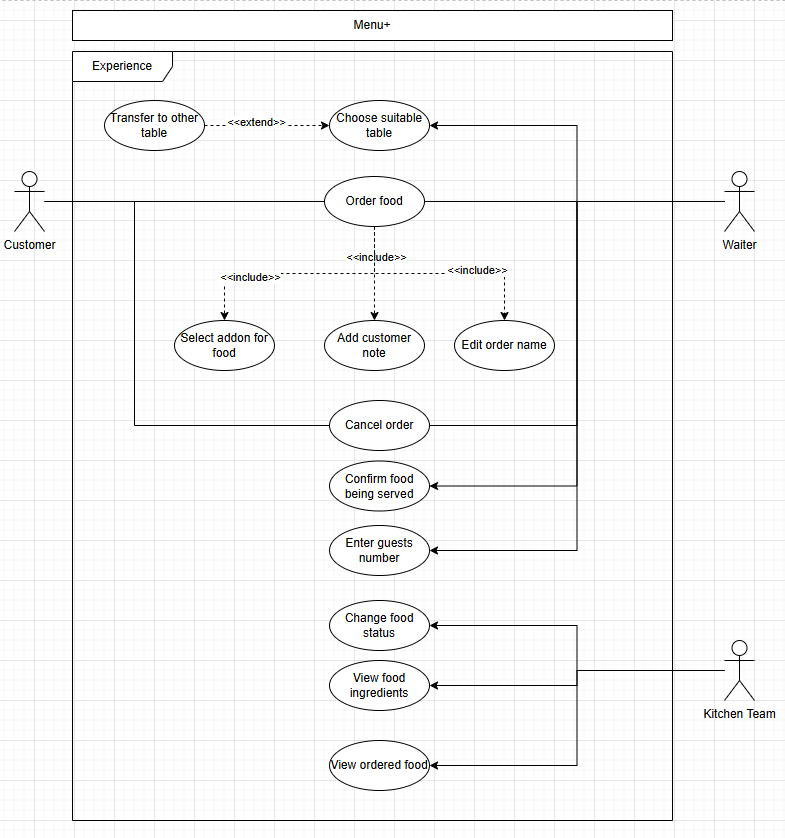 Menu+
Experience
Transfer to other
table
<<extend>>
Choose suitable
table
Order food
Customer
Waiter
<<include>>
<<include>>
<<include>>
Select addon for
food
Add customer
note
Edit order name
Cancel order
Confirm food
being served
Enter guests
number
Change food
status
View food
ingredients
Kitchen Team
View ordered food